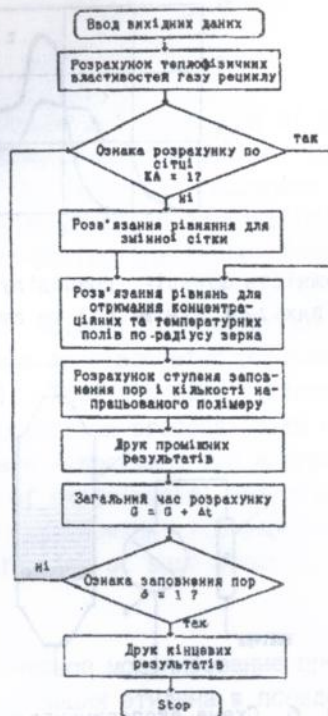 Ввод вихідних даних
Розрахунок теплофізичних
властивостей газу рециклу
Ознака розрахунку по
сітці
КА = 1?
так
ні
Розв'язання рівняння для
змінної сітки
Розв'язання рівнянь для
отримання концентра-
ційних та температурних
полів по радіусу зерна
Розрахунок ступеня запов-
нення пор і кількості на-
працьованого полімеру
Друк проміжних
результатів
Загальний час розрахунку
G = G + Δt
ні
Ознака заповнення пор
δ = 1 ?
так
Друк кінцевих
результатів
Stop